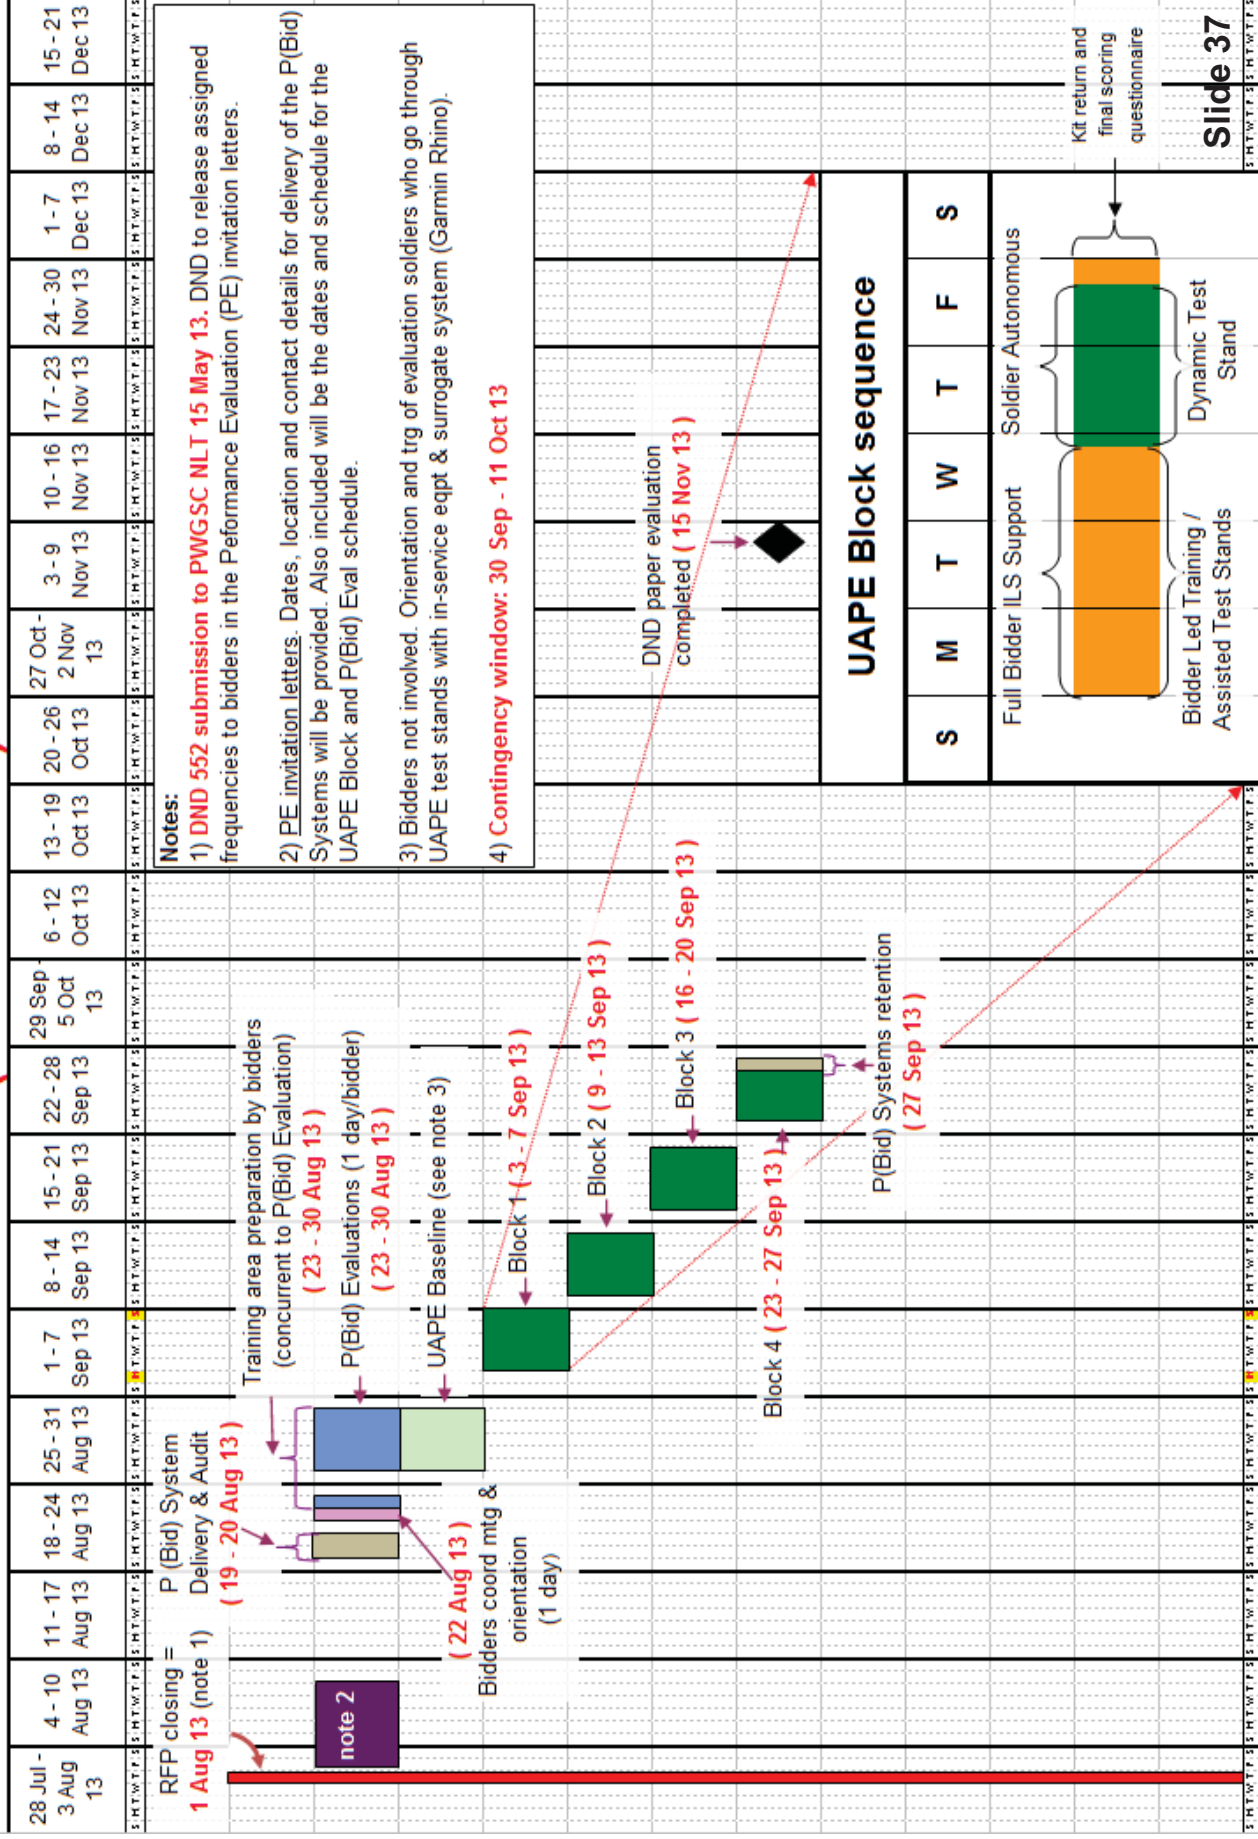 28 Jul -
3 Aug
13
4 - 10
Aug 13
11 - 17
Aug 13
18 - 24
Aug 13
25 - 31
Aug 13
1 - 7
Sep 13
8 - 14
Sep 13
15 - 21
Sep 13
22 - 28
Sep 13
29 Sep -
5 Oct
13
6 - 12
Oct 13
13 - 19
Oct 13
20 - 26
Oct 13
27 Oct -
2 Nov
13
3 - 9
Nov 13
10 - 16
Nov 13
17 - 23
Nov 13
24 - 30
Nov 13
1 - 7
Dec 13
8 - 14
Dec 13
15 - 21
Dec 13
S M T W T F S S M T W T F S S M T W T F S S M T W T F S S M T W T F S S M T W T F S S M T W T F S S M T W T F S S M T W T F S S M T W T F S S M T W T F S S M T W T F S S M T W T F S S M T W T F S S M T W T F S S M T W T F S S M T W T F S S M T W T F S S M T W T F S S M T W T F S S M T W T F S
RFP closing =
1 Aug 13 (note 1)
note 2
P (Bid) System
Delivery & Audit
( 19 - 20 Aug 13 )
( 22 Aug 13 )
Bidders coord mtg &
orientation
(1 day)
Training area preparation by bidders
(concurrent to P(Bid) Evaluation)
( 23 - 30 Aug 13 )
P(Bid) Evaluations (1 day/bidder)
( 23 - 30 Aug 13 )
UAPE Baseline (see note 3)
Block 1 ( 3 - 7 Sep 13 )
Block 2 ( 9 - 13 Sep 13 )
Block 3 ( 16 - 20 Sep 13 )
Block 4 ( 23 - 27 Sep 13 )
P(Bid) Systems retention
( 27 Sep 13 )
Notes:
1) DND 552 submission to PWGSC NLT 15 May 13. DND to release assigned
frequencies to bidders in the Peformance Evaluation (PE) invitation letters.
2) PE invitation letters. Dates, location and contact details for delivery of the P(Bid)
Systems will be provided. Also included will be the dates and schedule for the
UAPE Block and P(Bid) Eval schedule.
3) Bidders not involved. Orientation and trg of evaluation soldiers who go through
UAPE test stands with in-service eqpt & surrogate system (Garmin Rhino).
4) Contingency window: 30 Sep - 11 Oct 13
DND paper evaluation
completed ( 15 Nov 13 )
UAPE Block sequence
S M T W T F S
Full Bidder ILS Support
Soldier Autonomous
Bidder Led Training /
Assisted Test Stands
Dynamic Test
Stand
Kit return and
final scoring
questionnaire
Slide 37
S M T W T F S S M T W T F S S M T W T F S S M T W T F S S M T W T F S S M T W T F S S M T W T F S S M T W T F S S M T W T F S S M T W T F S S M T W T F S S M T W T F S S M T W T F S S M T W T F S